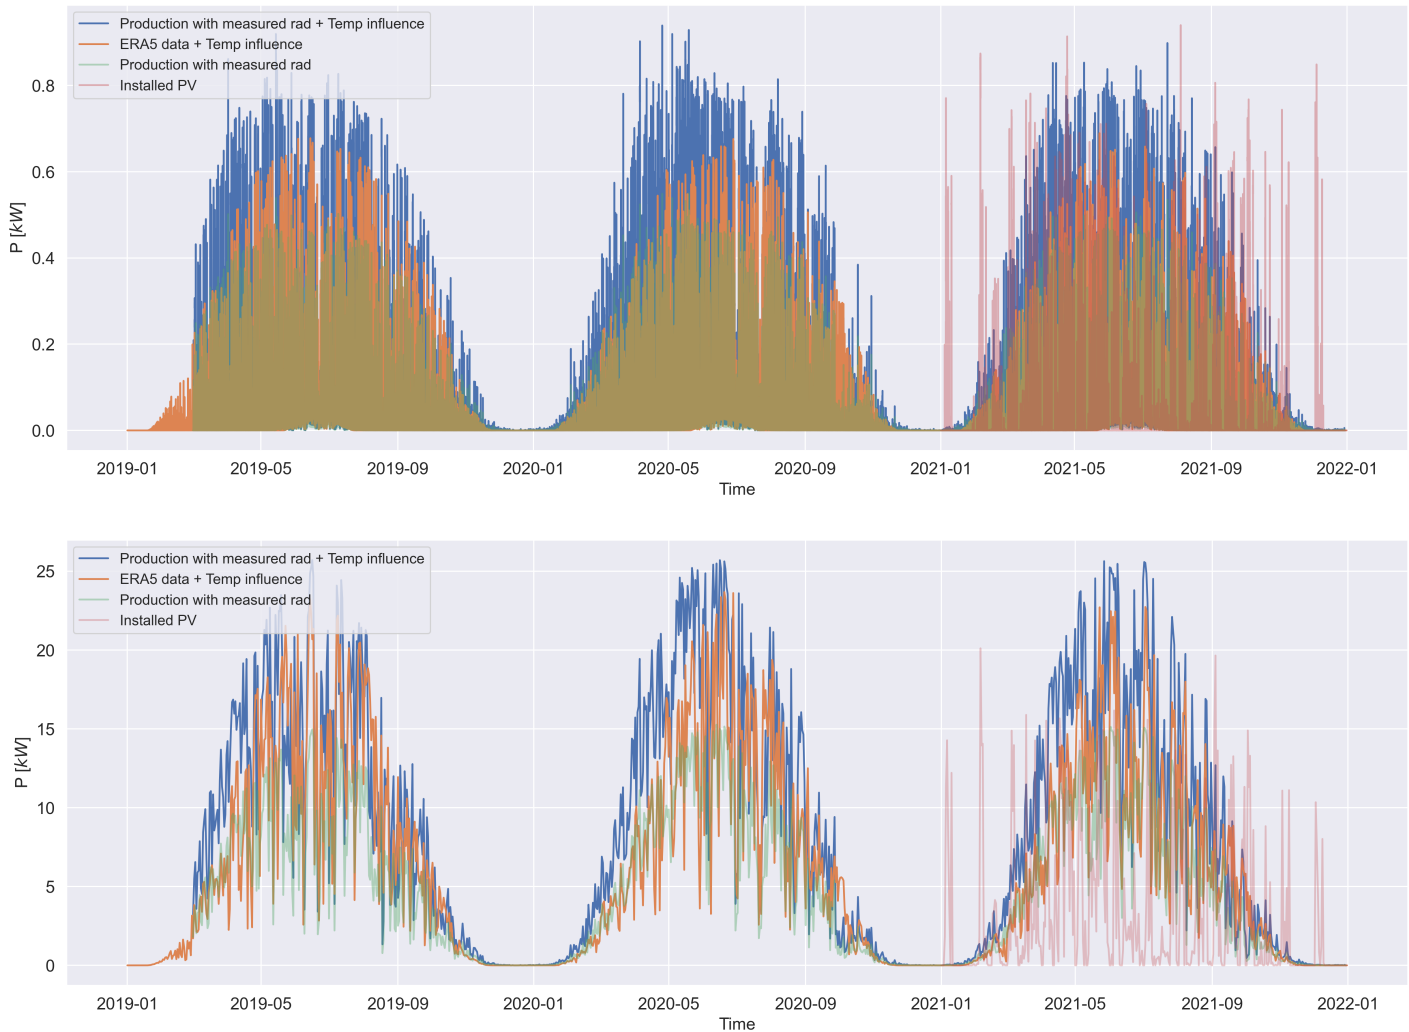 Production with measured rad + Temp influence
ERA5 data + Temp influence
Production with measured rad
Installed PV
P [kW]
0.8
0.6
0.4
0.2
0.0
2019-01 2019-05 2019-09 2020-01 2020-05 2020-09 2021-01 2021-05 2021-09 2022-01
Time
Production with measured rad + Temp influence
ERA5 data + Temp influence
Production with measured rad
Installed PV
P [kW]
25
20
15
10
5
0
2019-01 2019-05 2019-09 2020-01 2020-05 2020-09 2021-01 2021-05 2021-09 2022-01
Time